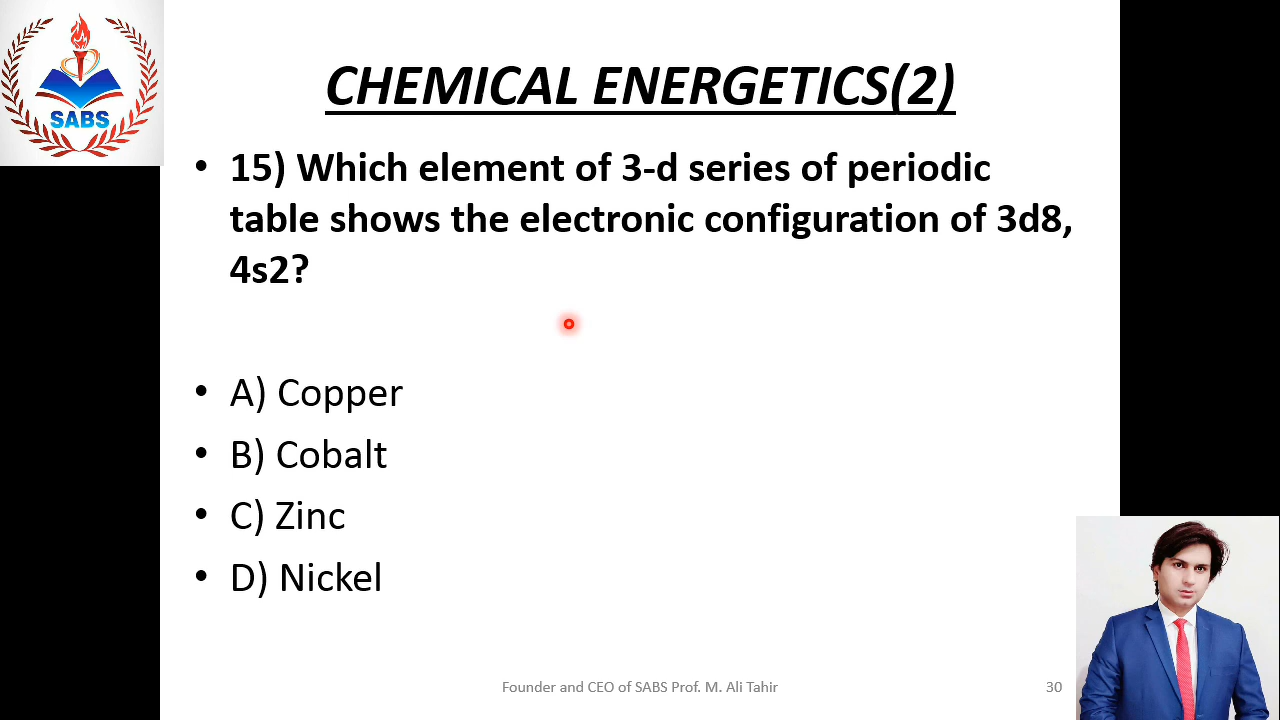 SABS
CHEMICAL ENERGETICS(2)
• 15) Which element of 3-d series of periodic
table shows the electronic configuration of 3d8,
4s2?
• A) Copper
• B) Cobalt
• C) Zinc
• D) Nickel
Founder and CEO of SABS Prof. M. Ali Tahir
30